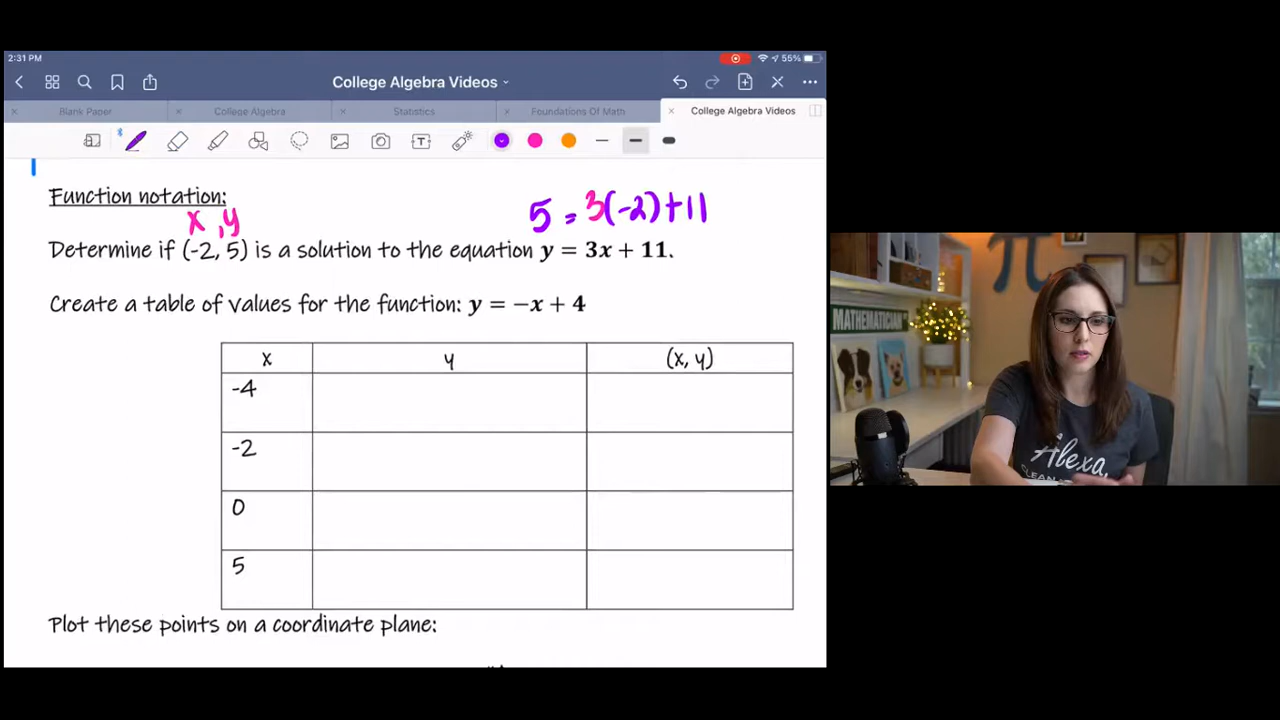 2:31 PM
55%
College Algebra Videos
Blank Paper
College Algebra
Statistics
Foundations Of Math
College Algebra Videos
Function notation:
x , y
5 = 3(-2)+11
Determine if (-2, 5) is a solution to the equation y = 3x + 11.
Create a table of values for the function: y = −x + 4
x y (x, y)
-4
-2
0
5
Plot these points on a coordinate plane:
MATHEMATICIAN
π
Alexa,